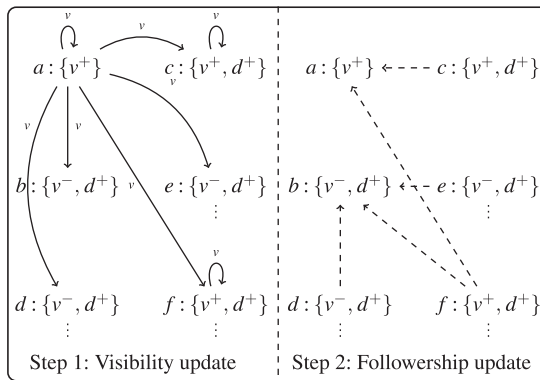 v v v
a : {v⁺} c : {v⁺, d⁺} a : {v⁺} c : {v⁺, d⁺}
v
v v
b : {v⁻, d⁺} v e : {v⁻, d⁺} b : {v⁻, d⁺} e : {v⁻, d⁺}
⋮ ⋮
v
d : {v⁻, d⁺} f : {v⁺, d⁺} d : {v⁻, d⁺} f : {v⁺, d⁺}
⋮ ⋮ ⋮ ⋮
Step 1: Visibility update Step 2: Followership update